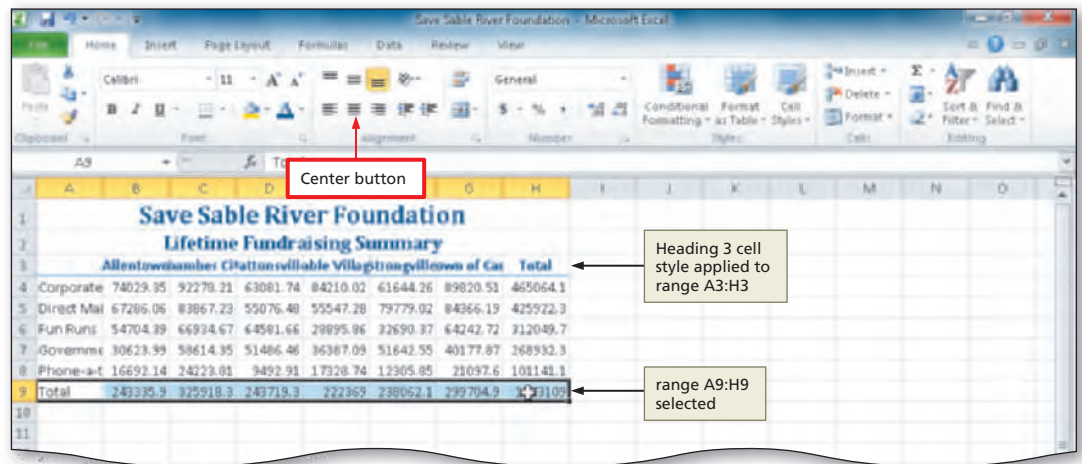 Save Sable River Foundation - Microsoft Excel
File Home Insert Page Layout Formulas Data Review View
Paste
Calibri 11 A A
General
Conditional Formatting
Format as Table
Cell Styles
Insert
Delete
Format
Sort & Filter
Find & Select
B I U
$ % ,
Clipboard Font Alignment Number Styles Cells Editing
A9 fx
Center button
A B C D G H I J K L M N O
1 Save Sable River Foundation
2 Lifetime Fundraising Summary
3 Total
Heading 3 cell
style applied to
range A3:H3
4 Corporate 74029.35 92278.21 63081.74 84210.02 61644.26 89820.51 465064.1
5 Direct Mai 67286.06 83867.23 55076.48 55547.28 79779.02 84366.19 425922.3
6 Fun Runs 54704.39 66934.67 64581.66 28895.86 32690.37 64242.72 312049.7
7 Governme 30623.99 58614.35 51486.46 36387.09 51642.55 40177.87 268932.3
8 Phone-a-t 16692.14 24223.81 9492.91 17328.74 12305.85 21097.6 101141.1
9 Total 243335.9 325918.3 243719.3 222369 238062.1 299704.9
range A9:H9
selected
10
11